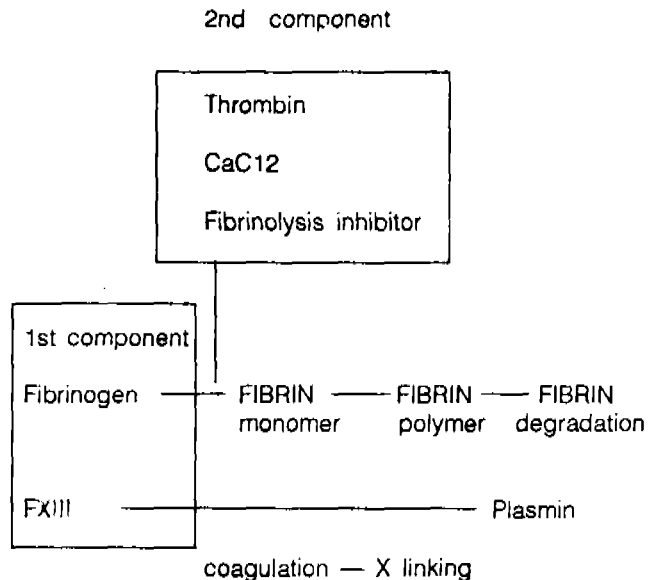 2nd component
Thrombin
CaC12
Fibrinolysis inhibitor
1st component
Fibrinogen — FIBRIN — FIBRIN — FIBRIN
monomer polymer degradation
FXIII — Plasmin
coagulation — X linking